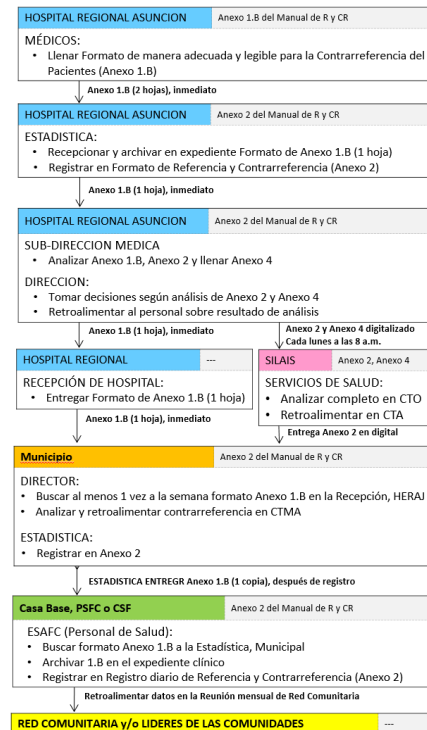 HOSPITAL REGIONAL ASUNCION
Anexo 1.B del Manual de R y CR
MÉDICOS:
• Llenar Formato de manera adecuada y legible para la Contrarreferencia del
Pacientes (Anexo 1.B)
Anexo 1.B (2 hojas), inmediato
HOSPITAL REGIONAL ASUNCION
Anexo 2 del Manual de R y CR
ESTADISTICA:
• Recepcionar y archivar en expediente Formato de Anexo 1.B (1 hoja)
• Registrar en Formato de Referencia y Contrarreferencia (Anexo 2)
Anexo 1.B (1 hoja), inmediato
HOSPITAL REGIONAL ASUNCION
Anexo 2 del Manual de R y CR
SUB-DIRECCION MEDICA
• Analizar Anexo 1.B, Anexo 2 y llenar Anexo 4
DIRECCION:
• Tomar decisiones según análisis de Anexo 2 y Anexo 4
• Retroalimentar al personal sobre resultado de análisis
Anexo 1.B (1 hoja), inmediato
Anexo 2 y Anexo 4 digitalizado
Cada lunes a las 8 a.m.
HOSPITAL REGIONAL
---
RECEPCIÓN DE HOSPITAL:
• Entregar Formato de Anexo 1.B (1 hoja)
Anexo 1.B (1 hoja), inmediato
SILAIS
Anexo 2, Anexo 4
SERVICIOS DE SALUD:
• Analizar completo en CTO
• Retroalimentar en CTA
Entrega Anexo 2 en digital
Municipio
Anexo 2 del Manual de R y CR
DIRECTOR:
• Buscar al menos 1 vez a la semana formato Anexo 1.B en la Recepción, HERAJ
• Analizar y retroalimentar contrarreferencia en CTMA
ESTADISTICA:
• Registrar en Anexo 2
ESTADISTICA ENTREGR Anexo 1.B (1 copia), después de registro
Casa Base, PSFC o CSF
Anexo 2 del Manual de R y CR
ESAFC (Personal de Salud):
• Buscar formato Anexo 1.B a la Estadística, Municipal
• Archivar 1.B en el expediente clínico
• Registrar en Registro diario de Referencia y Contrarreferencia (Anexo 2)
Retroalimentar datos en la Reunión mensual de Red Comunitaria
RED COMUNITARIA y/o LIDERES DE LAS COMUNIDADES
---